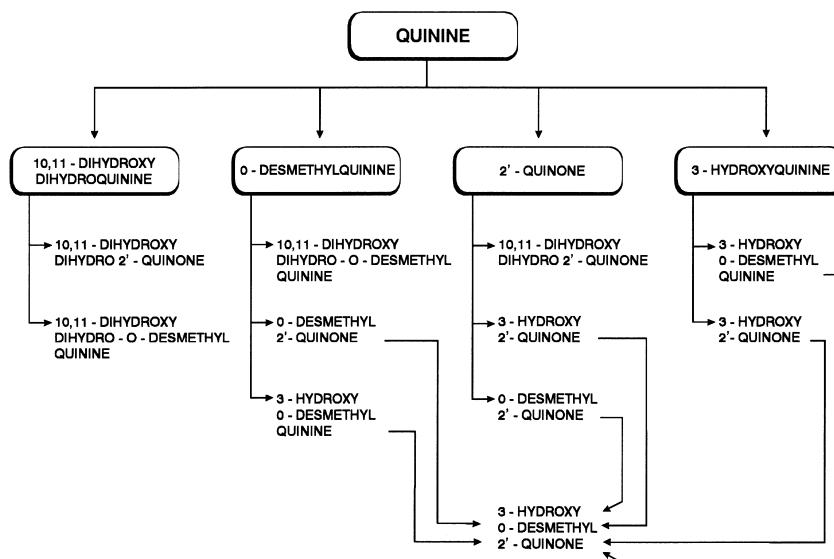 QUININE
10,11 - DIHYDROXY
DIHYDROQUININE
0 - DESMETHYLQUININE
2' - QUINONE
3 - HYDROXYQUININE
10,11 - DIHYDROXY
DIHYDRO 2' - QUINONE
10,11 - DIHYDROXY
DIHYDRO - O - DESMETHYL
QUININE
10,11 - DIHYDROXY
DIHYDRO - O - DESMETHYL
QUININE
0 - DESMETHYL
2'- QUINONE
3 - HYDROXY
0 - DESMETHYL
QUININE
10,11 - DIHYDROXY
DIHYDRO 2' - QUINONE
3 - HYDROXY
2'- QUINONE
0 - DESMETHYL
2' - QUINONE
3 - HYDROXY
0 - DESMETHYL
QUININE
3 - HYDROXY
2'- QUINONE
3 - HYDROXY
0 - DESMETHYL
2' - QUINONE